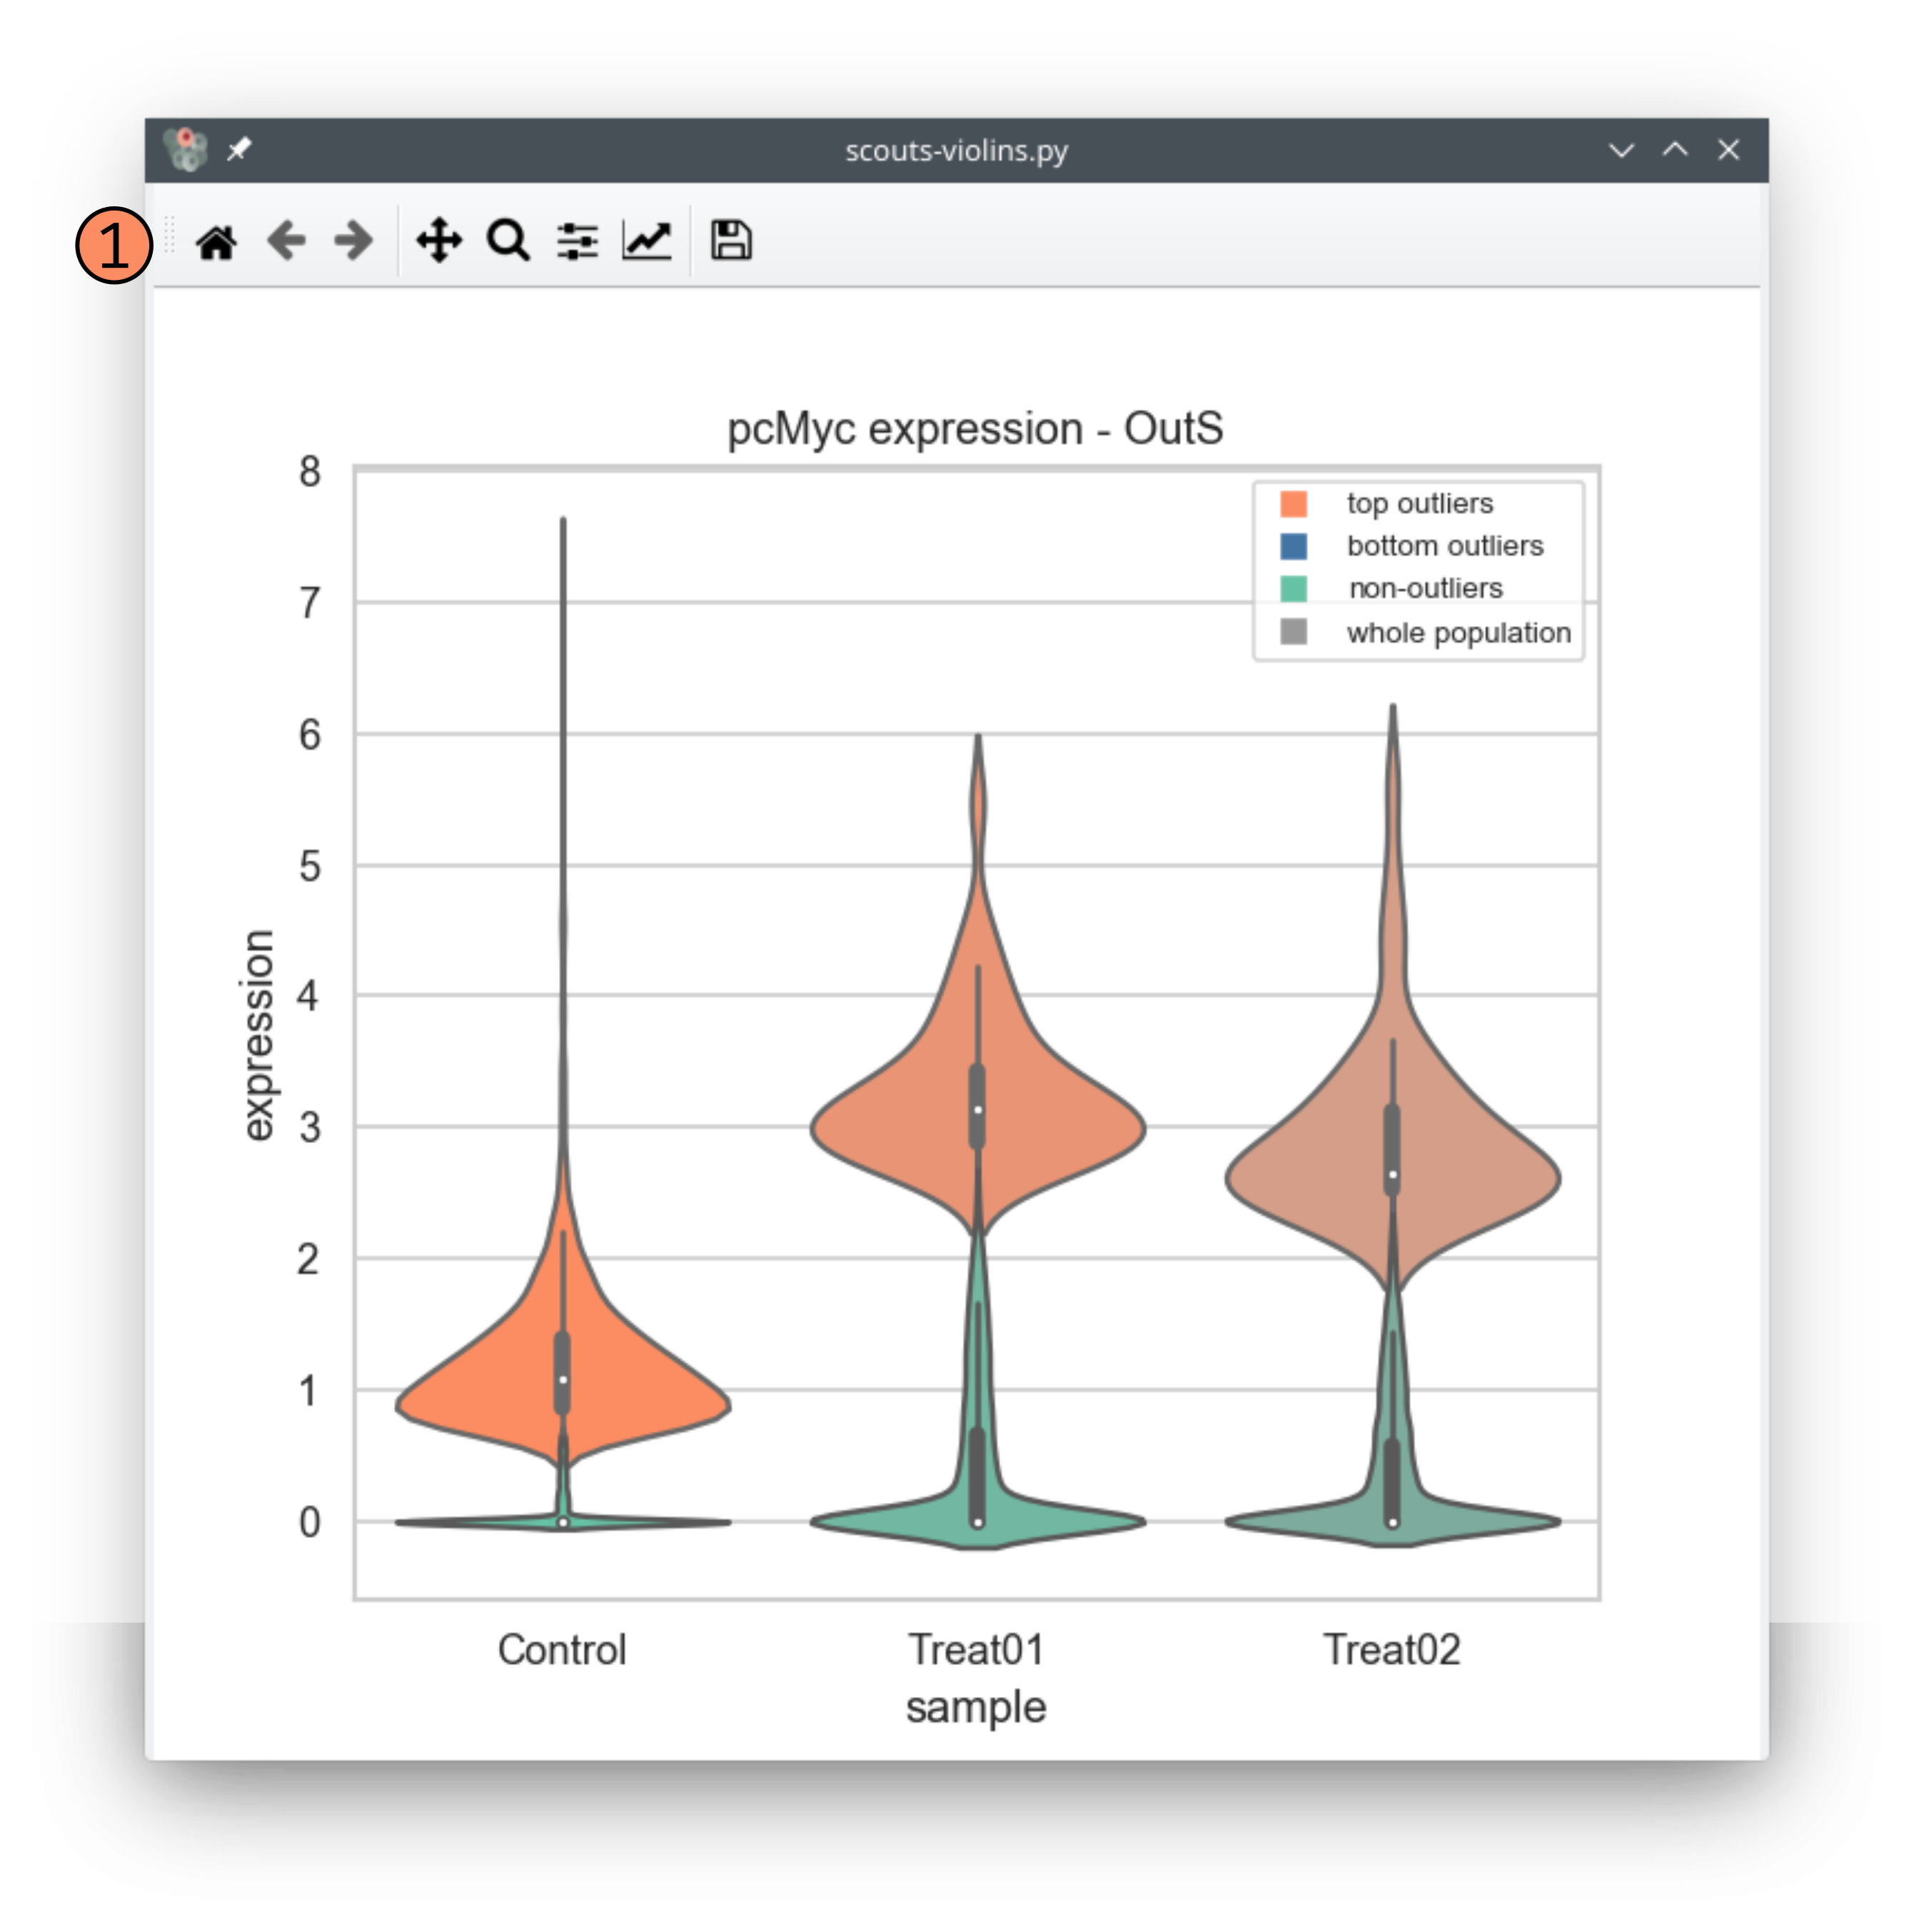 scouts-violins.py
1
pcMyc expression - OutS
8
7
6
5
4
3
2
1
0
expression
top outliers
bottom outliers
non-outliers
whole population
Control
Treat01
Treat02
sample